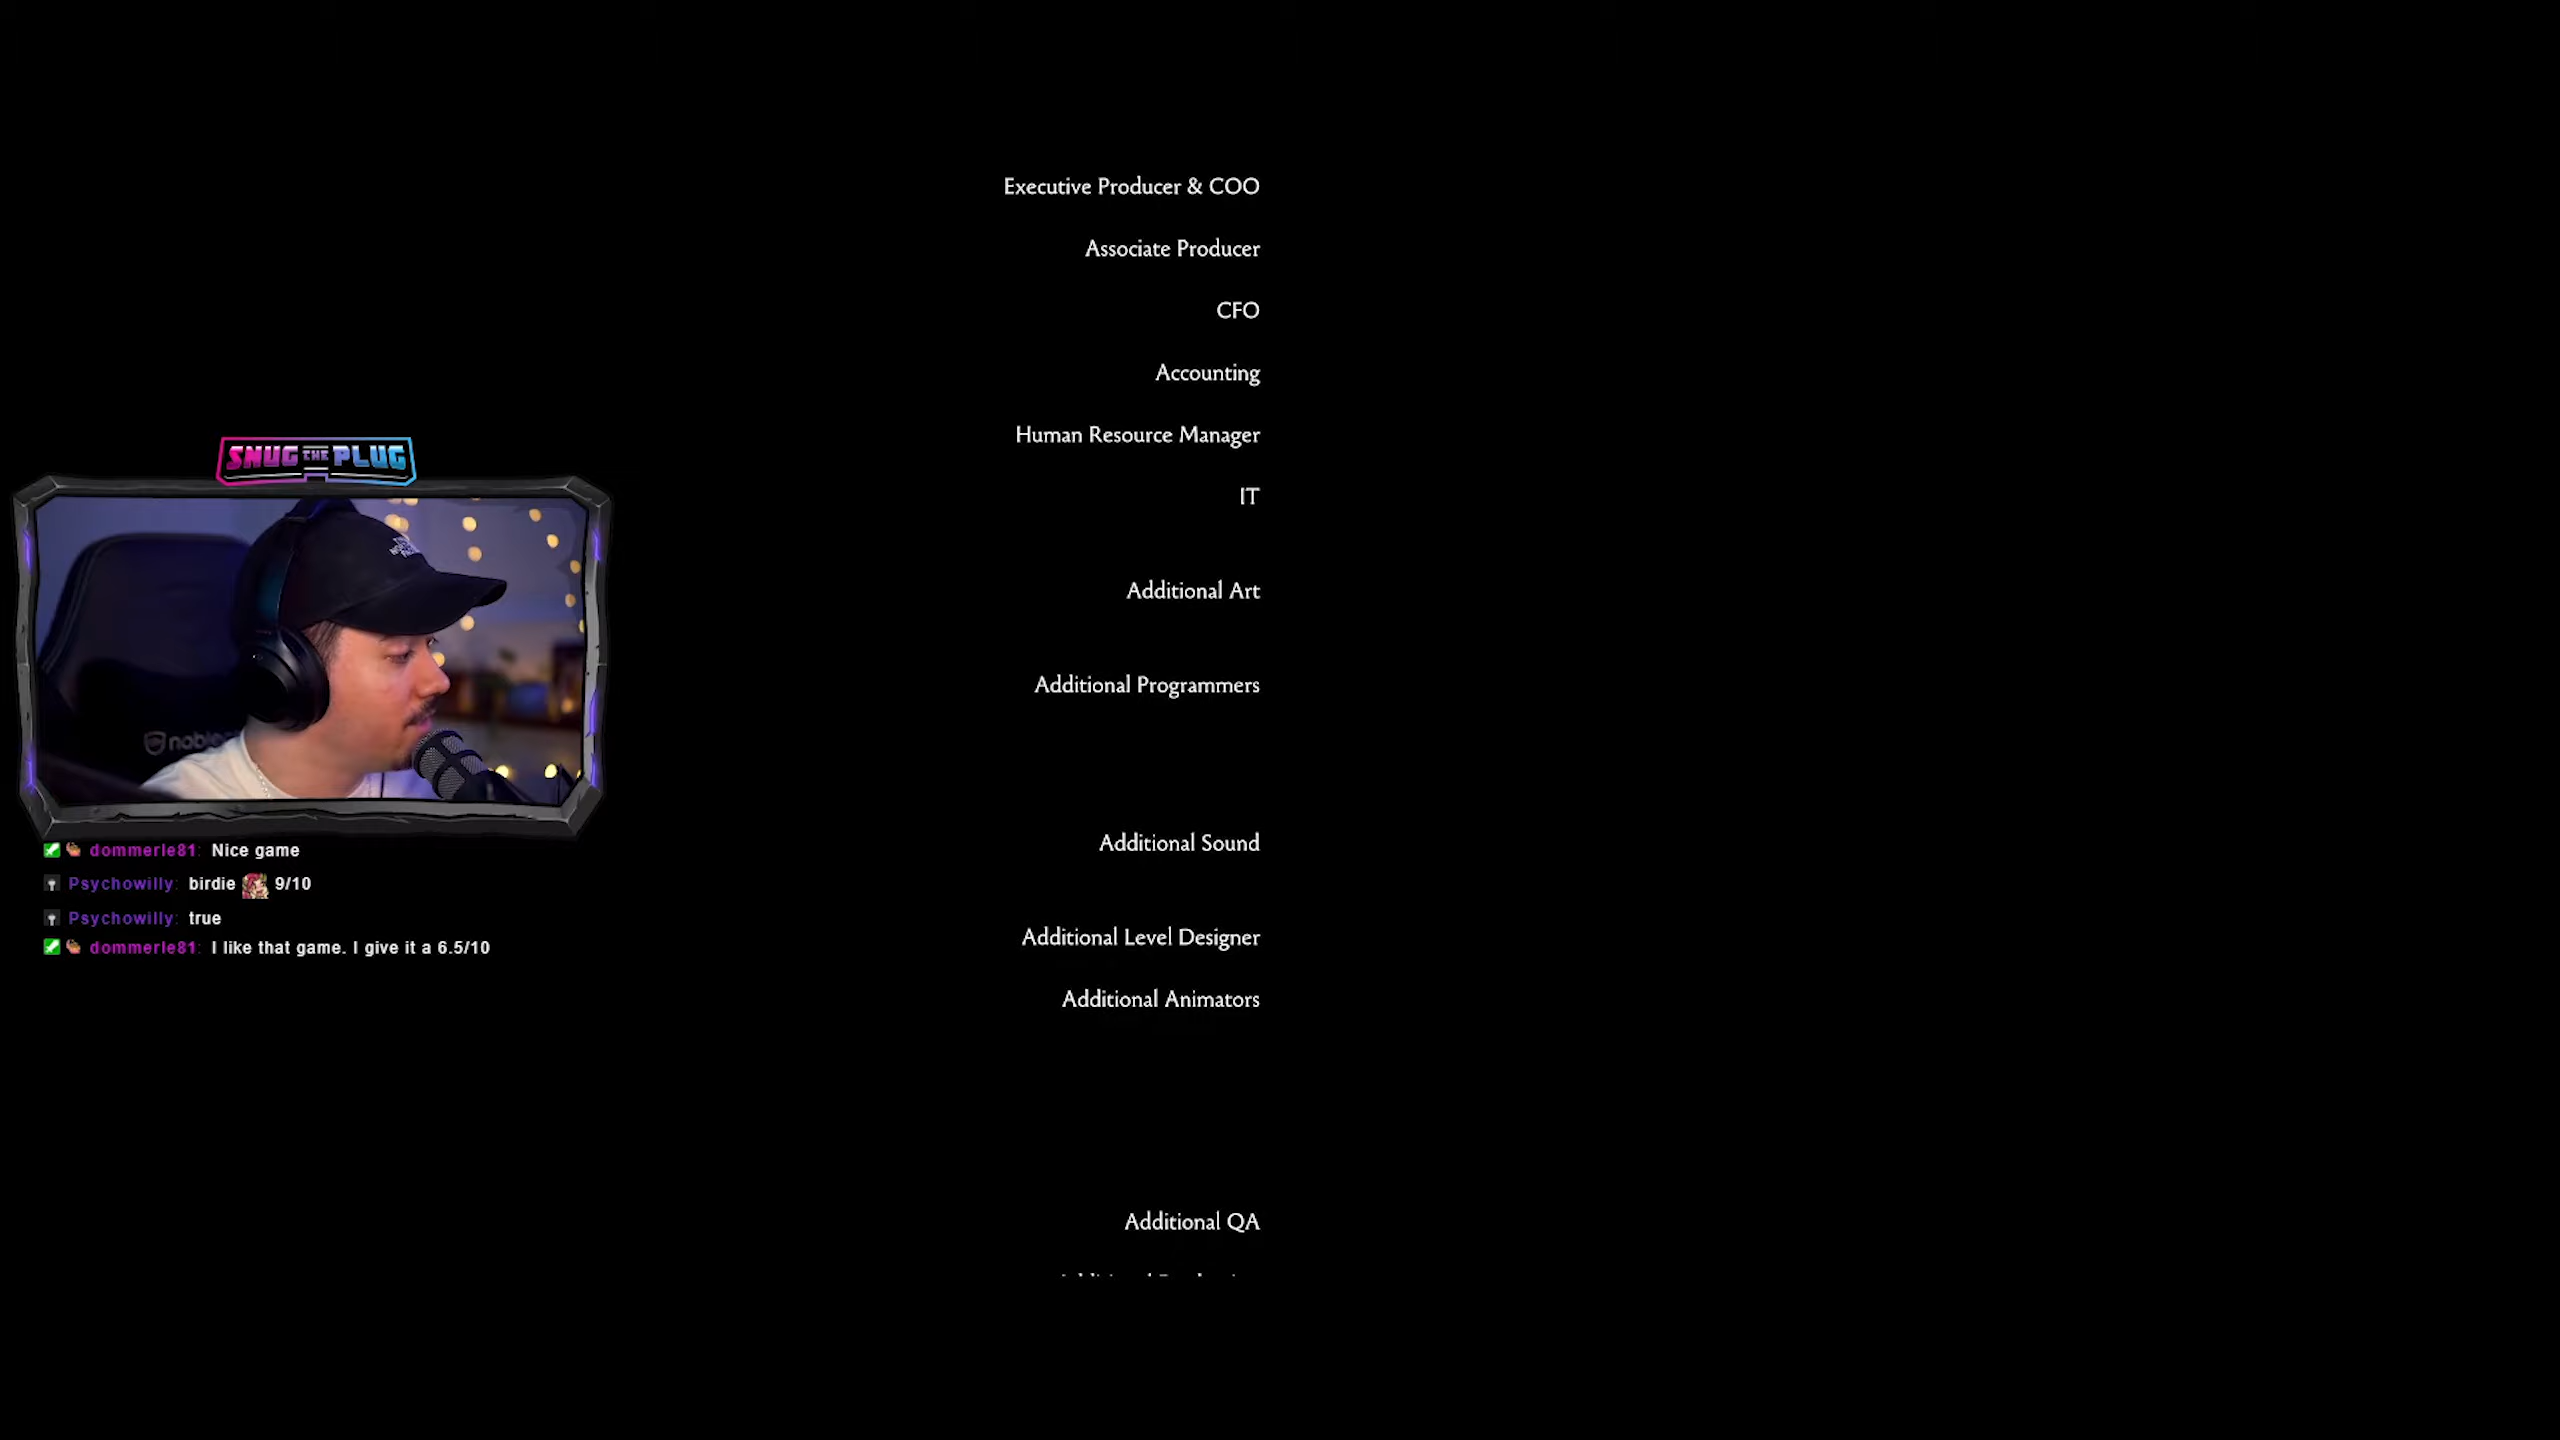 Executive Producer & COO
Associate Producer
CFO
Accounting
Human Resource Manager
IT
Additional Art
Additional Programmers
Additional Sound
Additional Level Designer
Additional Animators
Additional QA
SNUG THE PLUG
dommerle81: Nice game
Psychowilly: birdie 9/10
Psychowilly: true
dommerle81: I like that game. I give it a 6.5/10